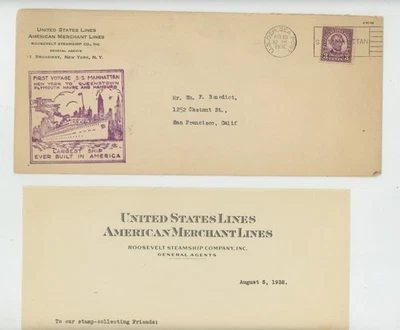 UNITED STATES LINES
AMERICAN MERCHANT LINES
ROOSEVELT STEAMSHIP CO., INC.
GENERAL AGENTS
1 BROADWAY, NEW YORK, N. Y.
FIRST VOYAGE S·S·MANHATTAN
NEW YORK TO QUEENSTOWN
PLYMOUTH HAVRE AND HAMBURG
LARGEST SHIP
EVER BUILT IN AMERICA
Mr. Wm. F. Benedict,
1252 Chestnut St.,
San Francisco, Calif
UNITED STATES LINES
AMERICAN MERCHANT LINES
ROOSEVELT STEAMSHIP COMPANY, INC.
GENERAL AGENTS
August 5, 1932.
To our stamp-collecting Friends: